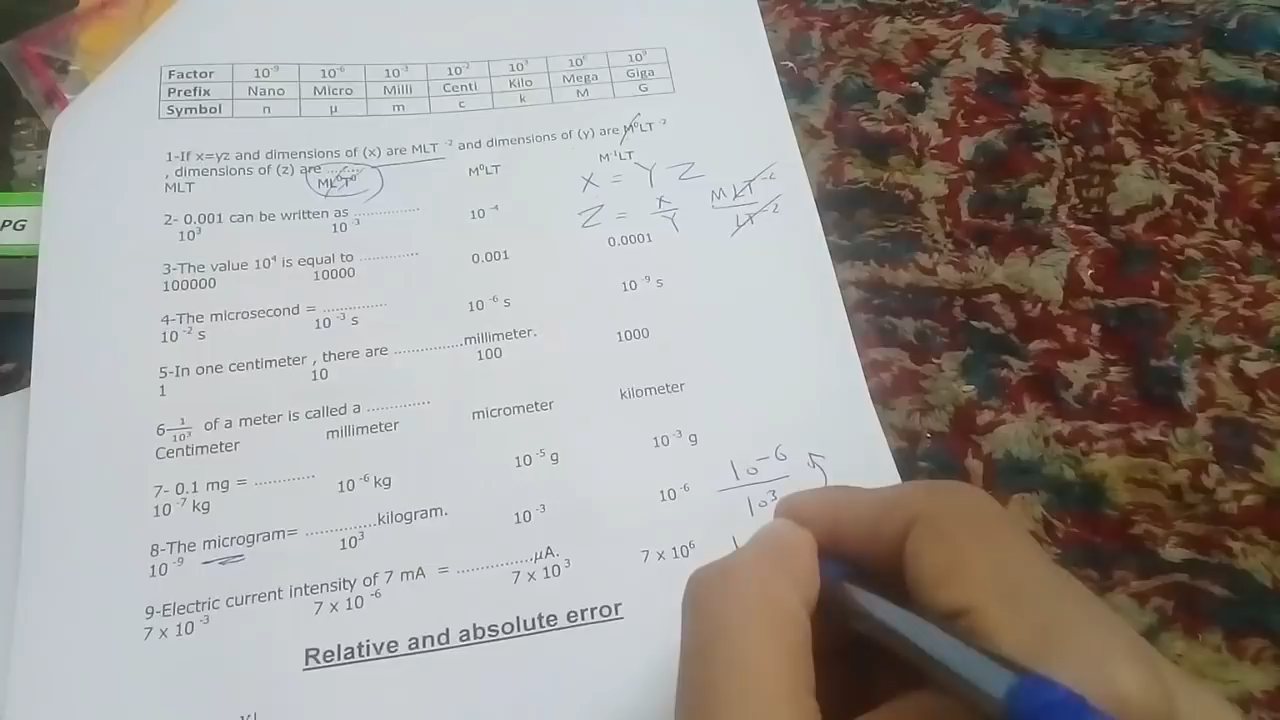 PG
Factor 10⁻⁹ 10⁻⁶ 10⁻³ 10⁻² 10³ 10⁶ 10⁹
Prefix Nano Micro Milli Centi Kilo Mega Giga
Symbol n μ m c k M G
1-If x=yz and dimensions of (x) are MLT ⁻² and dimensions of (y) are M⁰LT ⁻²
, dimensions of (z) are ........
MLT ML⁰T⁰ M⁰LT M⁻¹LT
X = Y Z
Z = X/Y MLT⁻²/LT⁻²
2- 0.001 can be written as ...............
10³ 10⁻³ 10⁻⁴
3-The value 10⁴ is equal to ..............
100000 10000 0.001 0.0001
4-The microsecond = ..............
10⁻² s 10⁻³ s 10⁻⁶ s 10⁻⁹ s
5-In one centimeter , there are ...............millimeter.
1 10 100 1000
6 1/10³ of a meter is called a ..............
Centimeter millimeter micrometer kilometer
7- 0.1 mg = .............
10⁻⁷ kg 10⁻⁶ kg 10⁻⁵ g 10⁻³ g
8-The microgram= ...............kilogram.
10⁻⁹ 10³ 10⁻³ 10⁻⁶
10⁻⁶/10³
9-Electric current intensity of 7 mA = ................μA.
7 x 10⁻³ 7 x 10⁻⁶ 7 x 10³ 7 x 10⁶
Relative and absolute error